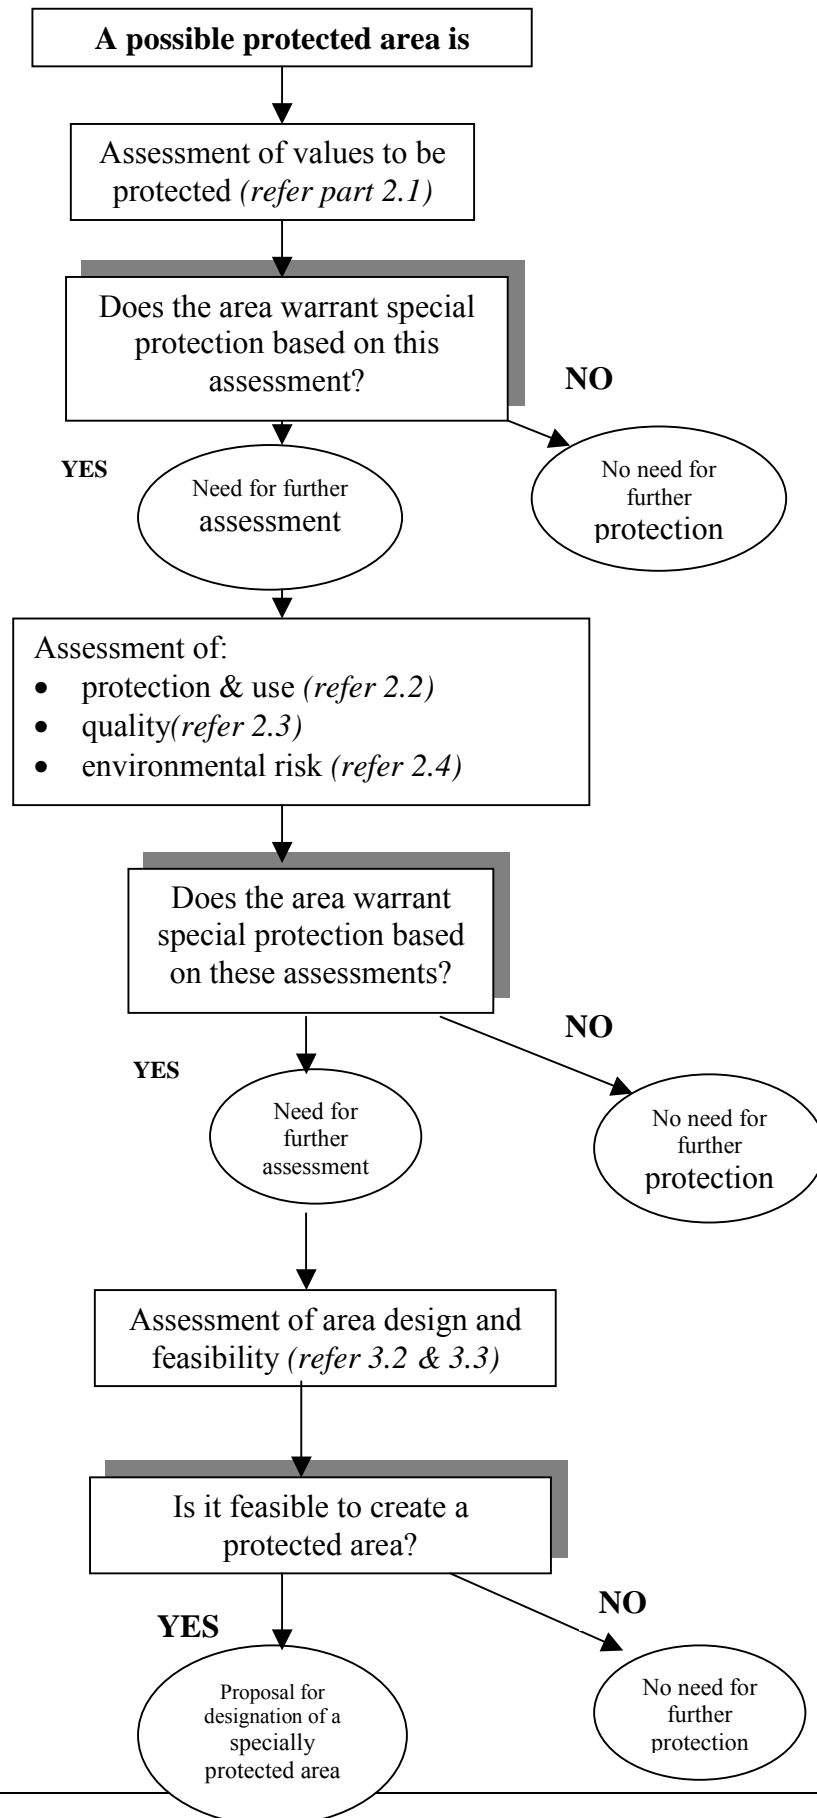 A possible protected area is
Assessment of values to be
protected (refer part 2.1)
Does the area warrant special
protection based on this
assessment?
NO
YES
Need for further
assessment
No need for
further
protection
Assessment of:
• protection & use (refer 2.2)
• quality(refer 2.3)
• environmental risk (refer 2.4)
Does the area warrant
special protection based
on these assessments?
NO
YES
Need for
further
assessment
No need for
further
protection
Assessment of area design and
feasibility (refer 3.2 & 3.3)
Is it feasible to create a
protected area?
YES
NO
Proposal for
designation of a
specially
protected area
No need for
further
protection